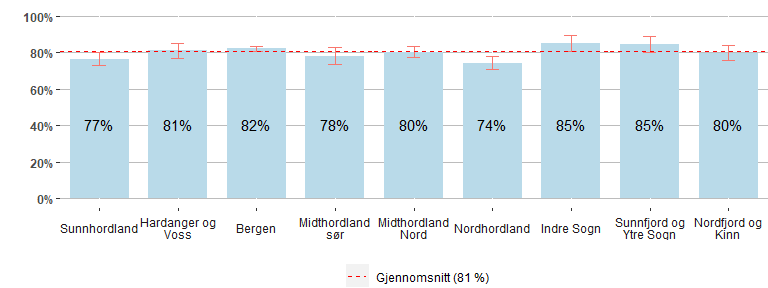 100%
80%
60%
40%
20%
0%
77%
81%
82%
78%
80%
74%
85%
85%
80%
Sunnhordland
Hardanger og
Voss
Bergen
Midthordland
sør
Midthordland
Nord
Nordhordland
Indre Sogn
Sunnfjord og
Ytre Sogn
Nordfjord og
Kinn
Gjennomsnitt (81 %)